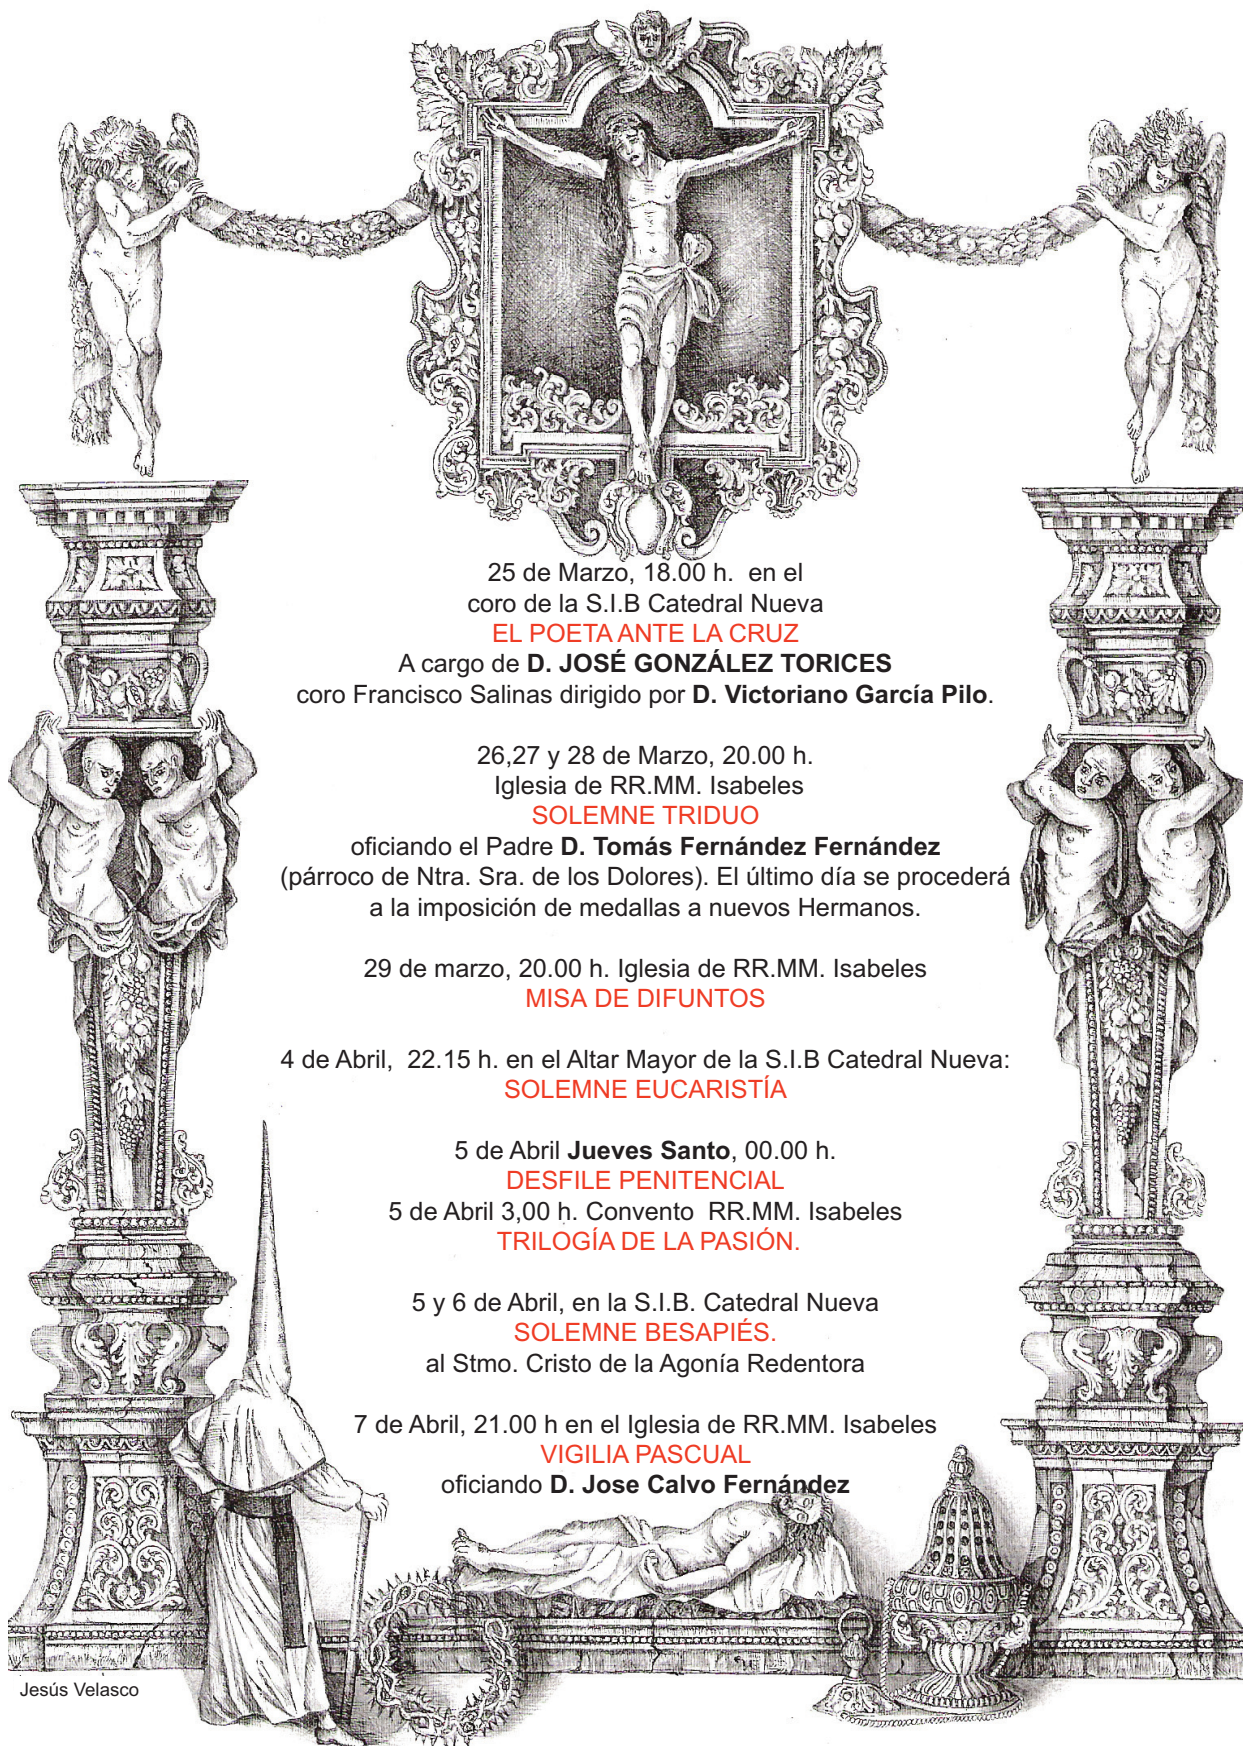 25 de Marzo, 18.00 h. en el
coro de la S.I.B Catedral Nueva
EL POETA ANTE LA CRUZ
A cargo de D. JOSÉ GONZÁLEZ TORICES
coro Francisco Salinas dirigido por D. Victoriano García Pilo.
26,27 y 28 de Marzo, 20.00 h.
Iglesia de RR.MM. Isabeles
SOLEMNE TRIDUO
oficiando el Padre D. Tomás Fernández Fernández
(párroco de Ntra. Sra. de los Dolores). El último día se procederá
a la imposición de medallas a nuevos Hermanos.
29 de marzo, 20.00 h. Iglesia de RR.MM. Isabeles
MISA DE DIFUNTOS
4 de Abril, 22.15 h. en el Altar Mayor de la S.I.B Catedral Nueva:
SOLEMNE EUCARISTÍA
5 de Abril Jueves Santo, 00.00 h.
DESFILE PENITENCIAL
5 de Abril 3,00 h. Convento RR.MM. Isabeles
TRILOGÍA DE LA PASIÓN.
5 y 6 de Abril, en la S.I.B. Catedral Nueva
SOLEMNE BESAPIÉS.
al Stmo. Cristo de la Agonía Redentora
7 de Abril, 21.00 h en el Iglesia de RR.MM. Isabeles
VIGILIA PASCUAL
oficiando D. Jose Calvo Fernández
Jesús Velasco